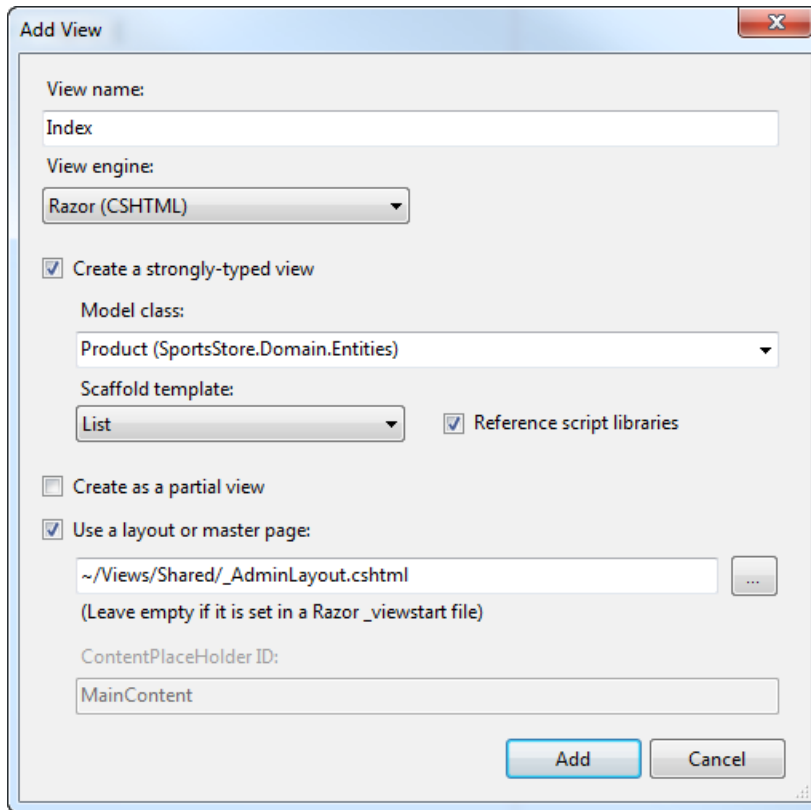 Add View
View name:
Index
View engine:
Razor (CSHTML)
Create a strongly-typed view
Model class:
Product (SportsStore.Domain.Entities)
Scaffold template:
List
Reference script libraries
Create as a partial view
Use a layout or master page:
~/Views/Shared/_AdminLayout.cshtml
...
(Leave empty if it is set in a Razor _viewstart file)
ContentPlaceHolder ID:
MainContent
Add
Cancel